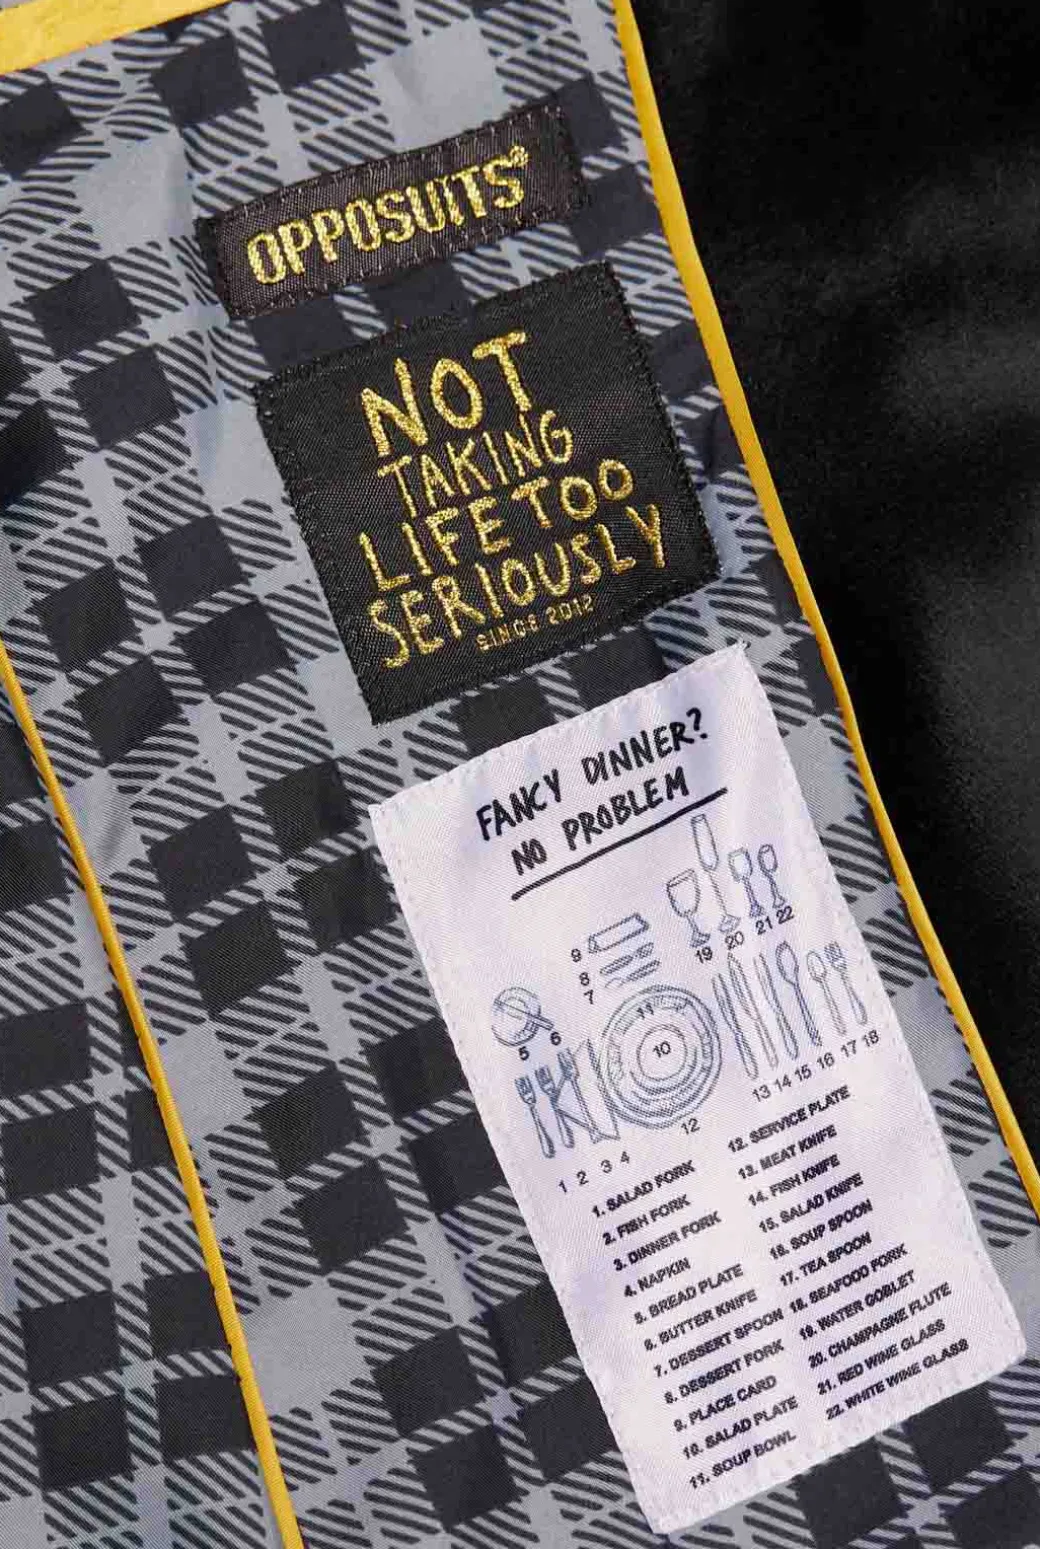 OPPOSUITS®
NOT
TAKING
LIFE TOO
SERIOUSLY
SINCE 2012
FANCY DINNER?
NO PROBLEM
19 20 21 22
9
8
7
11
5 6
10
13 14 15 16 17 18
12
1 2 3 4
1. SALAD FORK
2. FISH FORK
3. DINNER FORK
4. NAPKIN
5. BREAD PLATE
6. BUTTER KNIFE
7. DESSERT SPOON
8. DESSERT FORK
9. PLACE CARD
10. SALAD PLATE
11. SOUP BOWL
12. SERVICE PLATE
13. MEAT KNIFE
14. FISH KNIFE
15. SALAD KNIFE
16. SOUP SPOON
17. TEA SPOON
18. SEAFOOD FORK
19. WATER GOBLET
20. CHAMPAGNE FLUTE
21. RED WINE GLASS
22. WHITE WINE GLASS